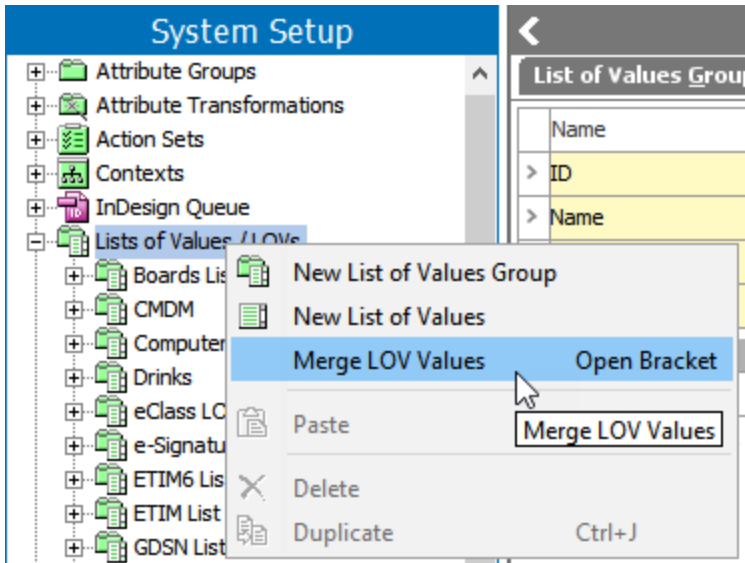 System Setup
Attribute Groups
Attribute Transformations
Action Sets
Contexts
InDesign Queue
Lists of Values / LOVs
Boards Lis
CMDM
Computer
Drinks
eClass LO
e-Signatu
ETIM6 Lis
ETIM List
GDSN List
New List of Values Group
New List of Values
Merge LOV Values Open Bracket
Merge LOV Values
Paste
Delete
Duplicate Ctrl+J
List of Values Grou
Name
ID
Name